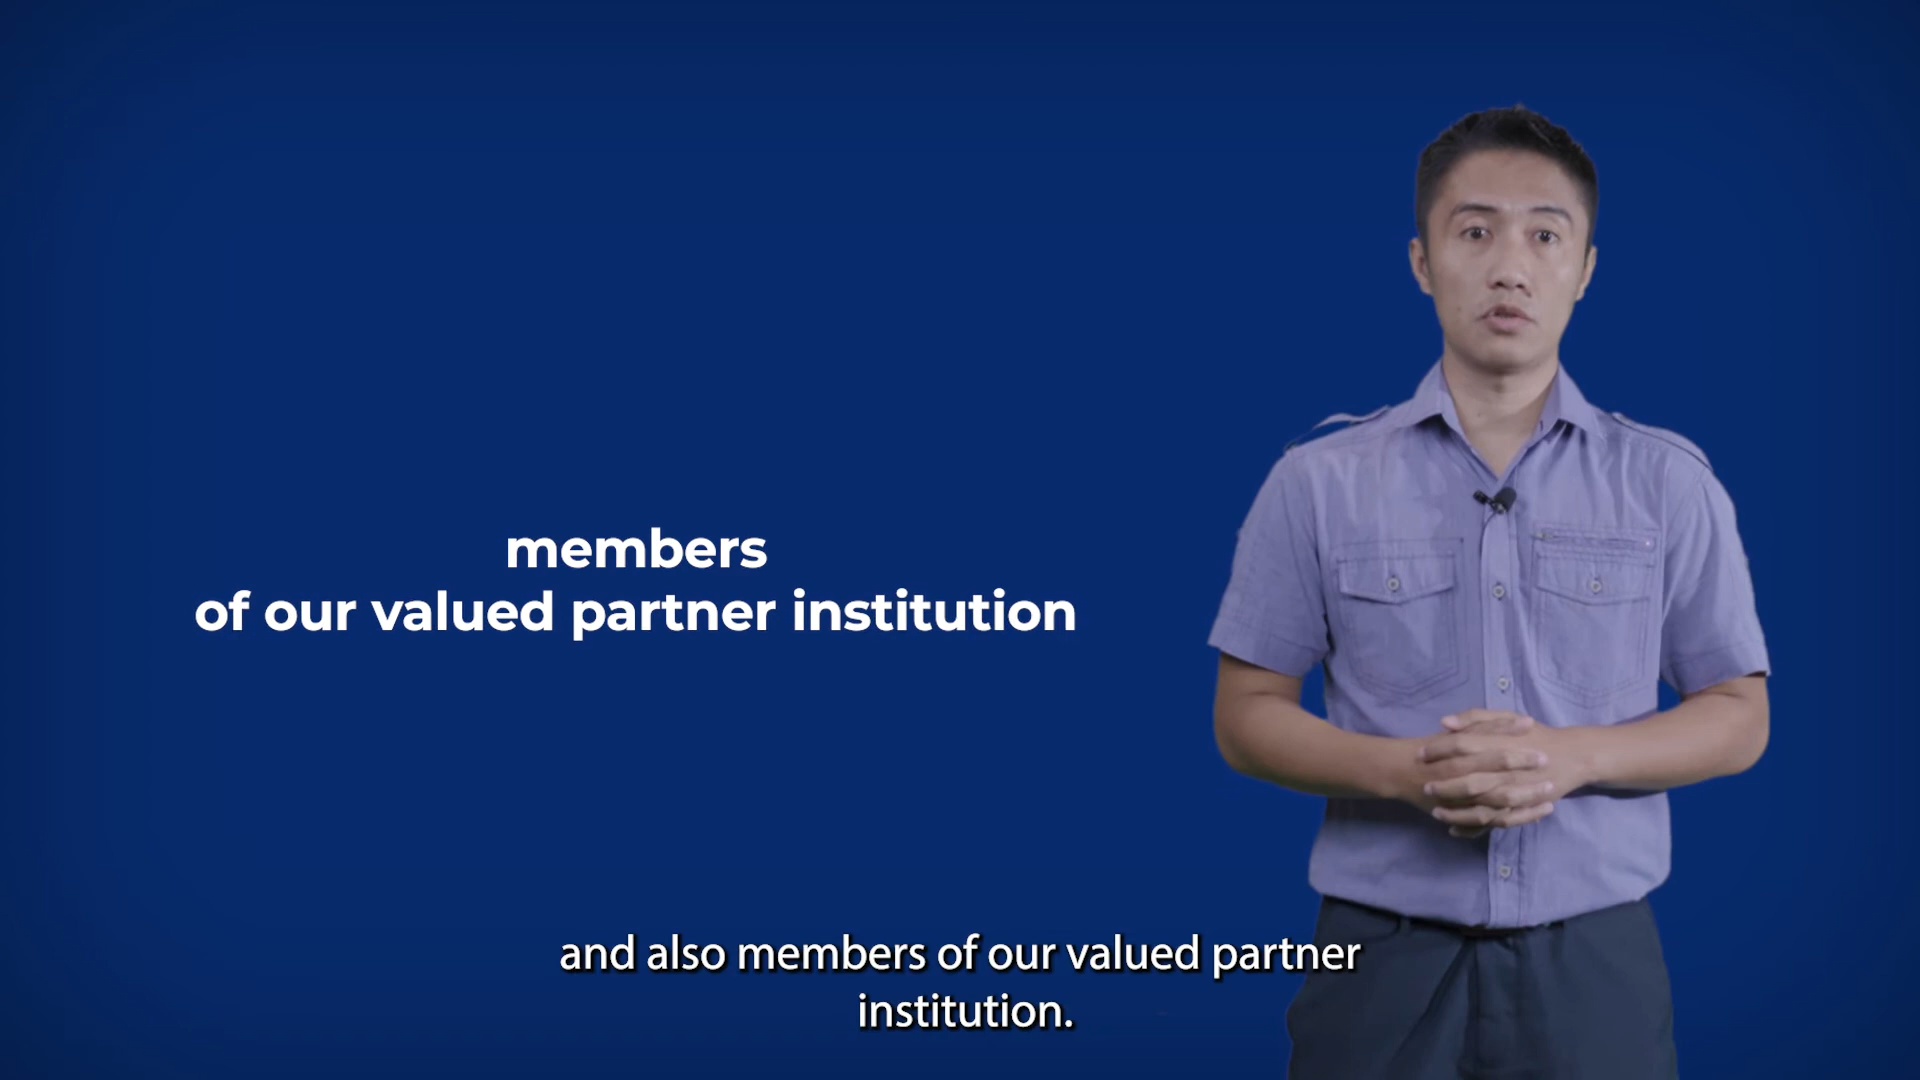 members
of our valued partner institution
and also members of our valued partner
institution.